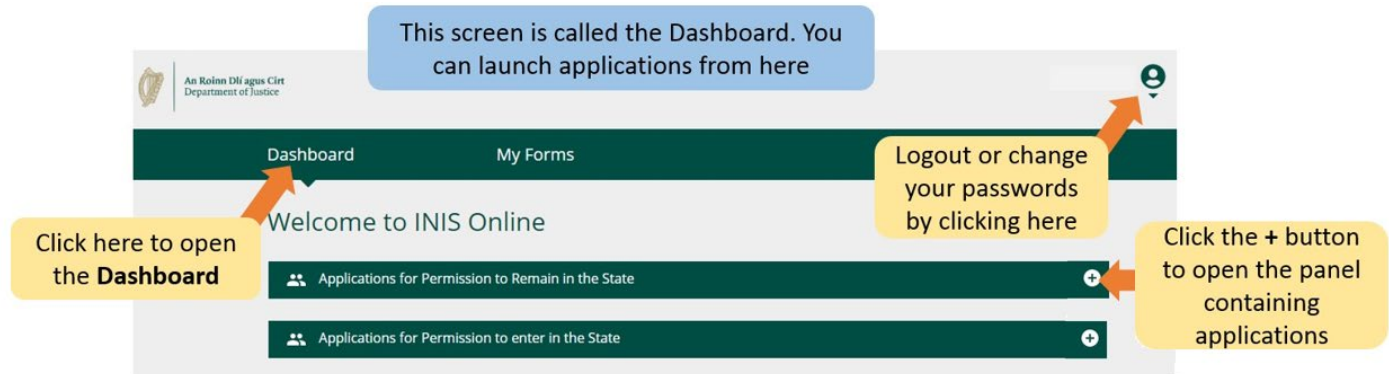 This screen is called the Dashboard. You
can launch applications from here
An Roinn Dlí agus Cirt
Department of Justice
Dashboard
My Forms
Logout or change
your passwords
by clicking here
Welcome to INIS Online
Click here to open
the Dashboard
Applications for Permission to Remain in the State
Click the + button
to open the panel
containing
applications
Applications for Permission to enter in the State